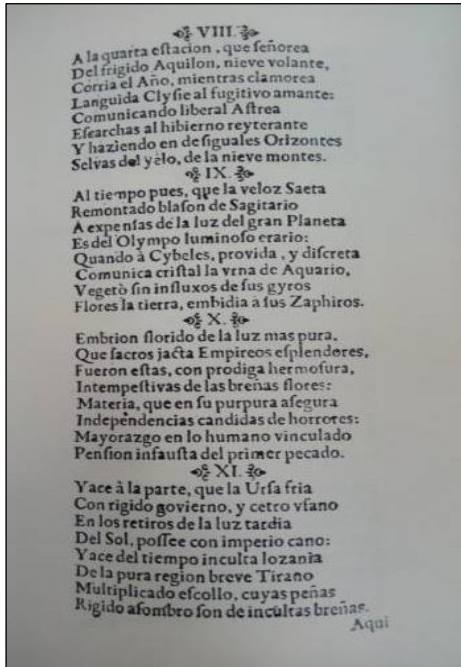 VIII.
A la quarta eſtacion, que ſeñorea
Del frigido Aquilon, nieve volante,
Corria el Año, mientras clamorea
Languida Clyſie al fugitivo amante:
Comunicando liberal Aſtrea
Eſcarchas al hibierno reyterante
Y haziendo en deſiguales Orizontes
Selvas del yelo, de la nieve montes.
IX.
Al tiempo pues, que la veloz Saeta
Remontado blaſon de Sagitario
A expenſas de la luz del gran Planeta
Es del Olympo luminoſo erario:
Quando à Cybeles, provida, y diſcreta
Comunica criſtal la vrna de Aquario,
Vegetò ſin influxos de ſus gyros
Flores la tierra, embidia à ſus Zaphiros.
X.
Embrion florido de la luz mas pura,
Que ſacros jacta Empireos eſplendores,
Fueron eſtas, con prodiga hermoſura,
Intempeſtivas de las breñas flores:
Materia, que en ſu purpura aſegura
Independencias candidas de horrores:
Mayorazgo en lo humano vinculado
Penſion infauſta del primer pecado.
XI.
Yace à la parte, que la Urſa fria
Con rigido govierno, y cetro vſano
En los retiros de la luz tardia
Del Sol, poſſee con imperio cano:
Yace del tiempo inculta lozania
De la pura region breve Tirano
Multiplicado eſcollo, cuyas peñas
Rigido aſombro ſon de incultas breñas.
Aqui